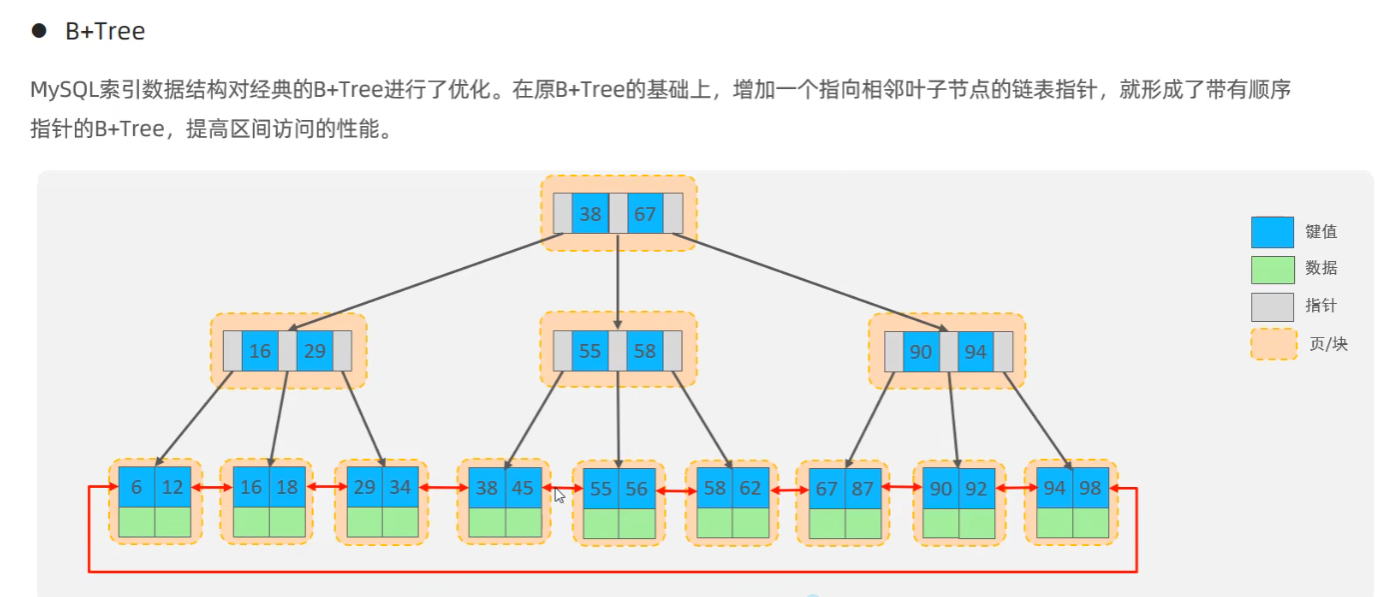 ● B+Tree
MySQL索引数据结构对经典的B+Tree进行了优化。在原B+Tree的基础上，增加一个指向相邻叶子节点的链表指针，就形成了带有顺序
指针的B+Tree，提高区间访问的性能。
38 67
键值
数据
指针
页/块
16 29 55 58 90 94
6 12 16 18 29 34 38 45 55 56 58 62 67 87 90 92 94 98